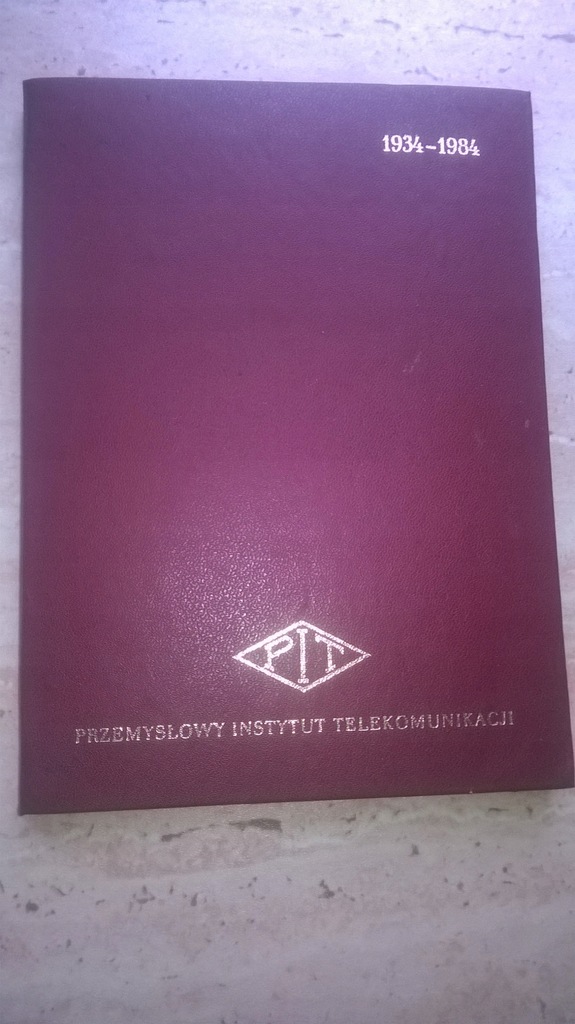 1934-1984
PIT
PRZEMYSŁOWY INSTYTUT TELEKOMUNIKACJI